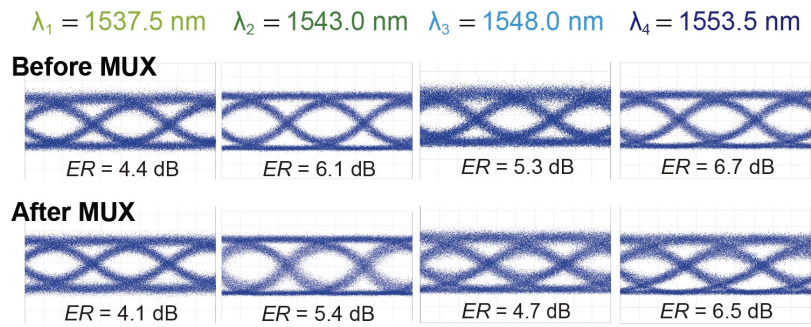 λ₁ = 1537.5 nm λ₂ = 1543.0 nm λ₃ = 1548.0 nm λ₄ = 1553.5 nm
Before MUX
ER = 4.4 dB ER = 6.1 dB ER = 5.3 dB ER = 6.7 dB
After MUX
ER = 4.1 dB ER = 5.4 dB ER = 4.7 dB ER = 6.5 dB